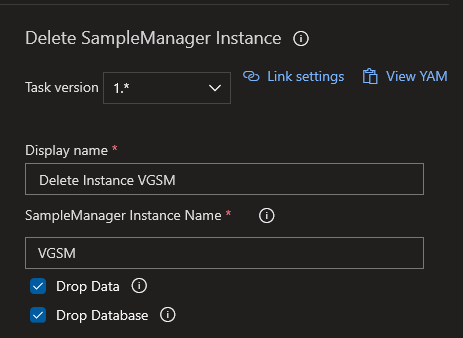 Delete SampleManager Instance
Task version 1.* Link settings View YAM
Display name *
Delete Instance VGSM
SampleManager Instance Name *
VGSM
Drop Data
Drop Database